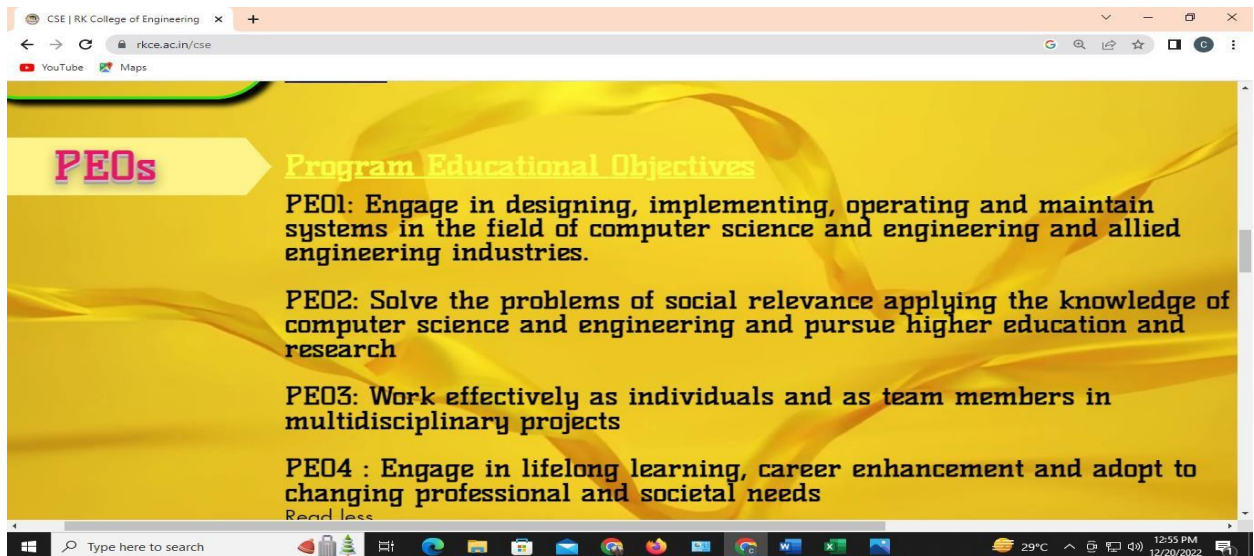 CSE | RK College of Engineering
rkce.ac.in/cse
YouTube Maps
PEOs
Program Educational Objectives
PEO1: Engage in designing, implementing, operating and maintain
systems in the field of computer science and engineering and allied
engineering industries.
PEO2: Solve the problems of social relevance applying the knowledge of
computer science and engineering and pursue higher education and
research
PEO3: Work effectively as individuals and as team members in
multidisciplinary projects
PEO4 : Engage in lifelong learning, career enhancement and adopt to
changing professional and societal needs
Read less
Type here to search
29°C
12:55 PM
12/20/2022